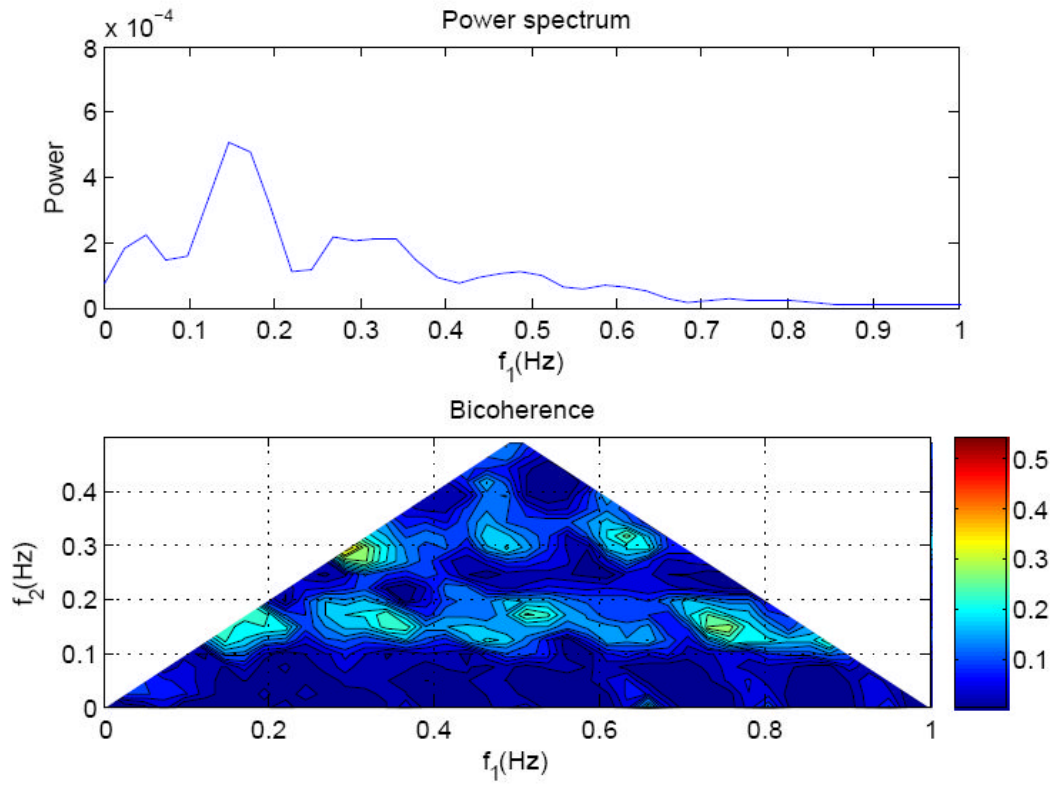 x 10⁻⁴
Power spectrum
8
6
4
2
0
Power
0 0.1 0.2 0.3 0.4 0.5 0.6 0.7 0.8 0.9 1
f₁(Hz)
Bicoherence
0.4
0.3
0.2
0.1
0
f₂(Hz)
0 0.2 0.4 0.6 0.8 1
f₁(Hz)
0.5
0.4
0.3
0.2
0.1